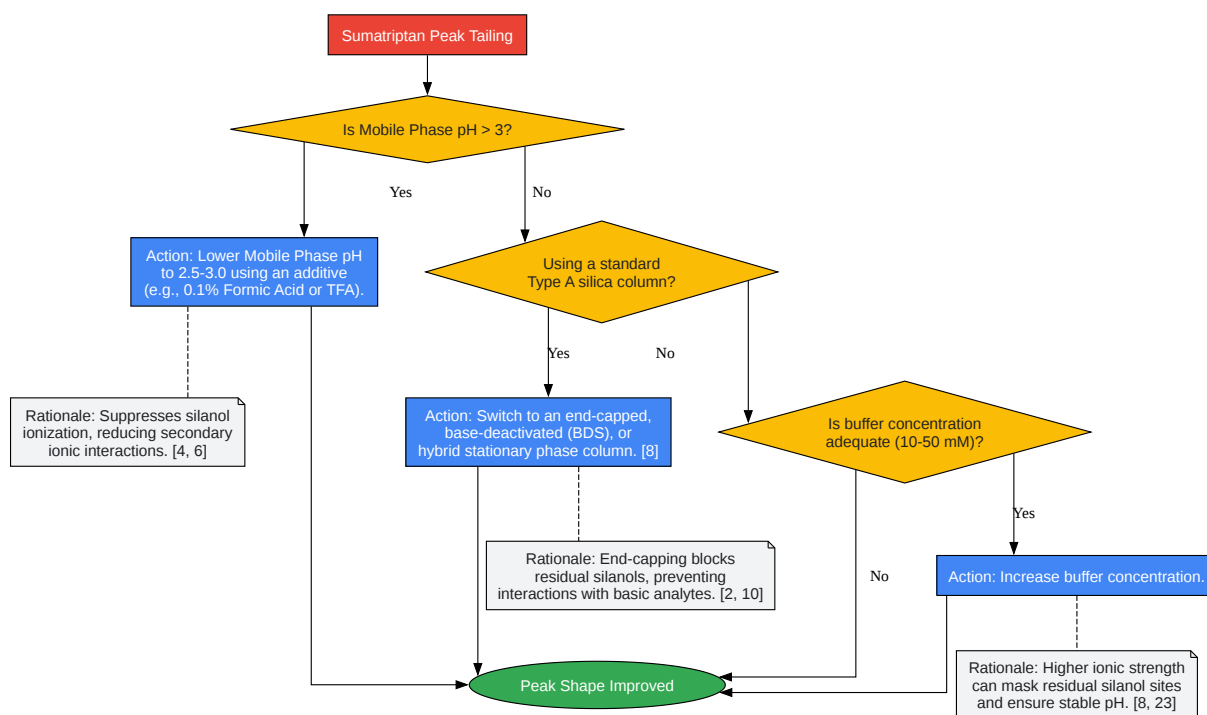 Sumatriptan Peak Tailing
Is Mobile Phase pH > 3?
Yes
No
Action: Lower Mobile Phase pH
to 2.5-3.0 using an additive
(e.g., 0.1% Formic Acid or TFA).
Using a standard
Type A silica column?
Yes
No
Rationale: Suppresses silanol
ionization, reducing secondary
ionic interactions. [4, 6]
Action: Switch to an end-capped,
base-deactivated (BDS), or
hybrid stationary phase column. [8]
Is buffer concentration
adequate (10-50 mM)?
Yes
No
Rationale: End-capping blocks
residual silanols, preventing
interactions with basic analytes. [2, 10]
Action: Increase buffer concentration.
Peak Shape Improved
Rationale: Higher ionic strength
can mask residual silanol sites
and ensure stable pH. [8, 23]